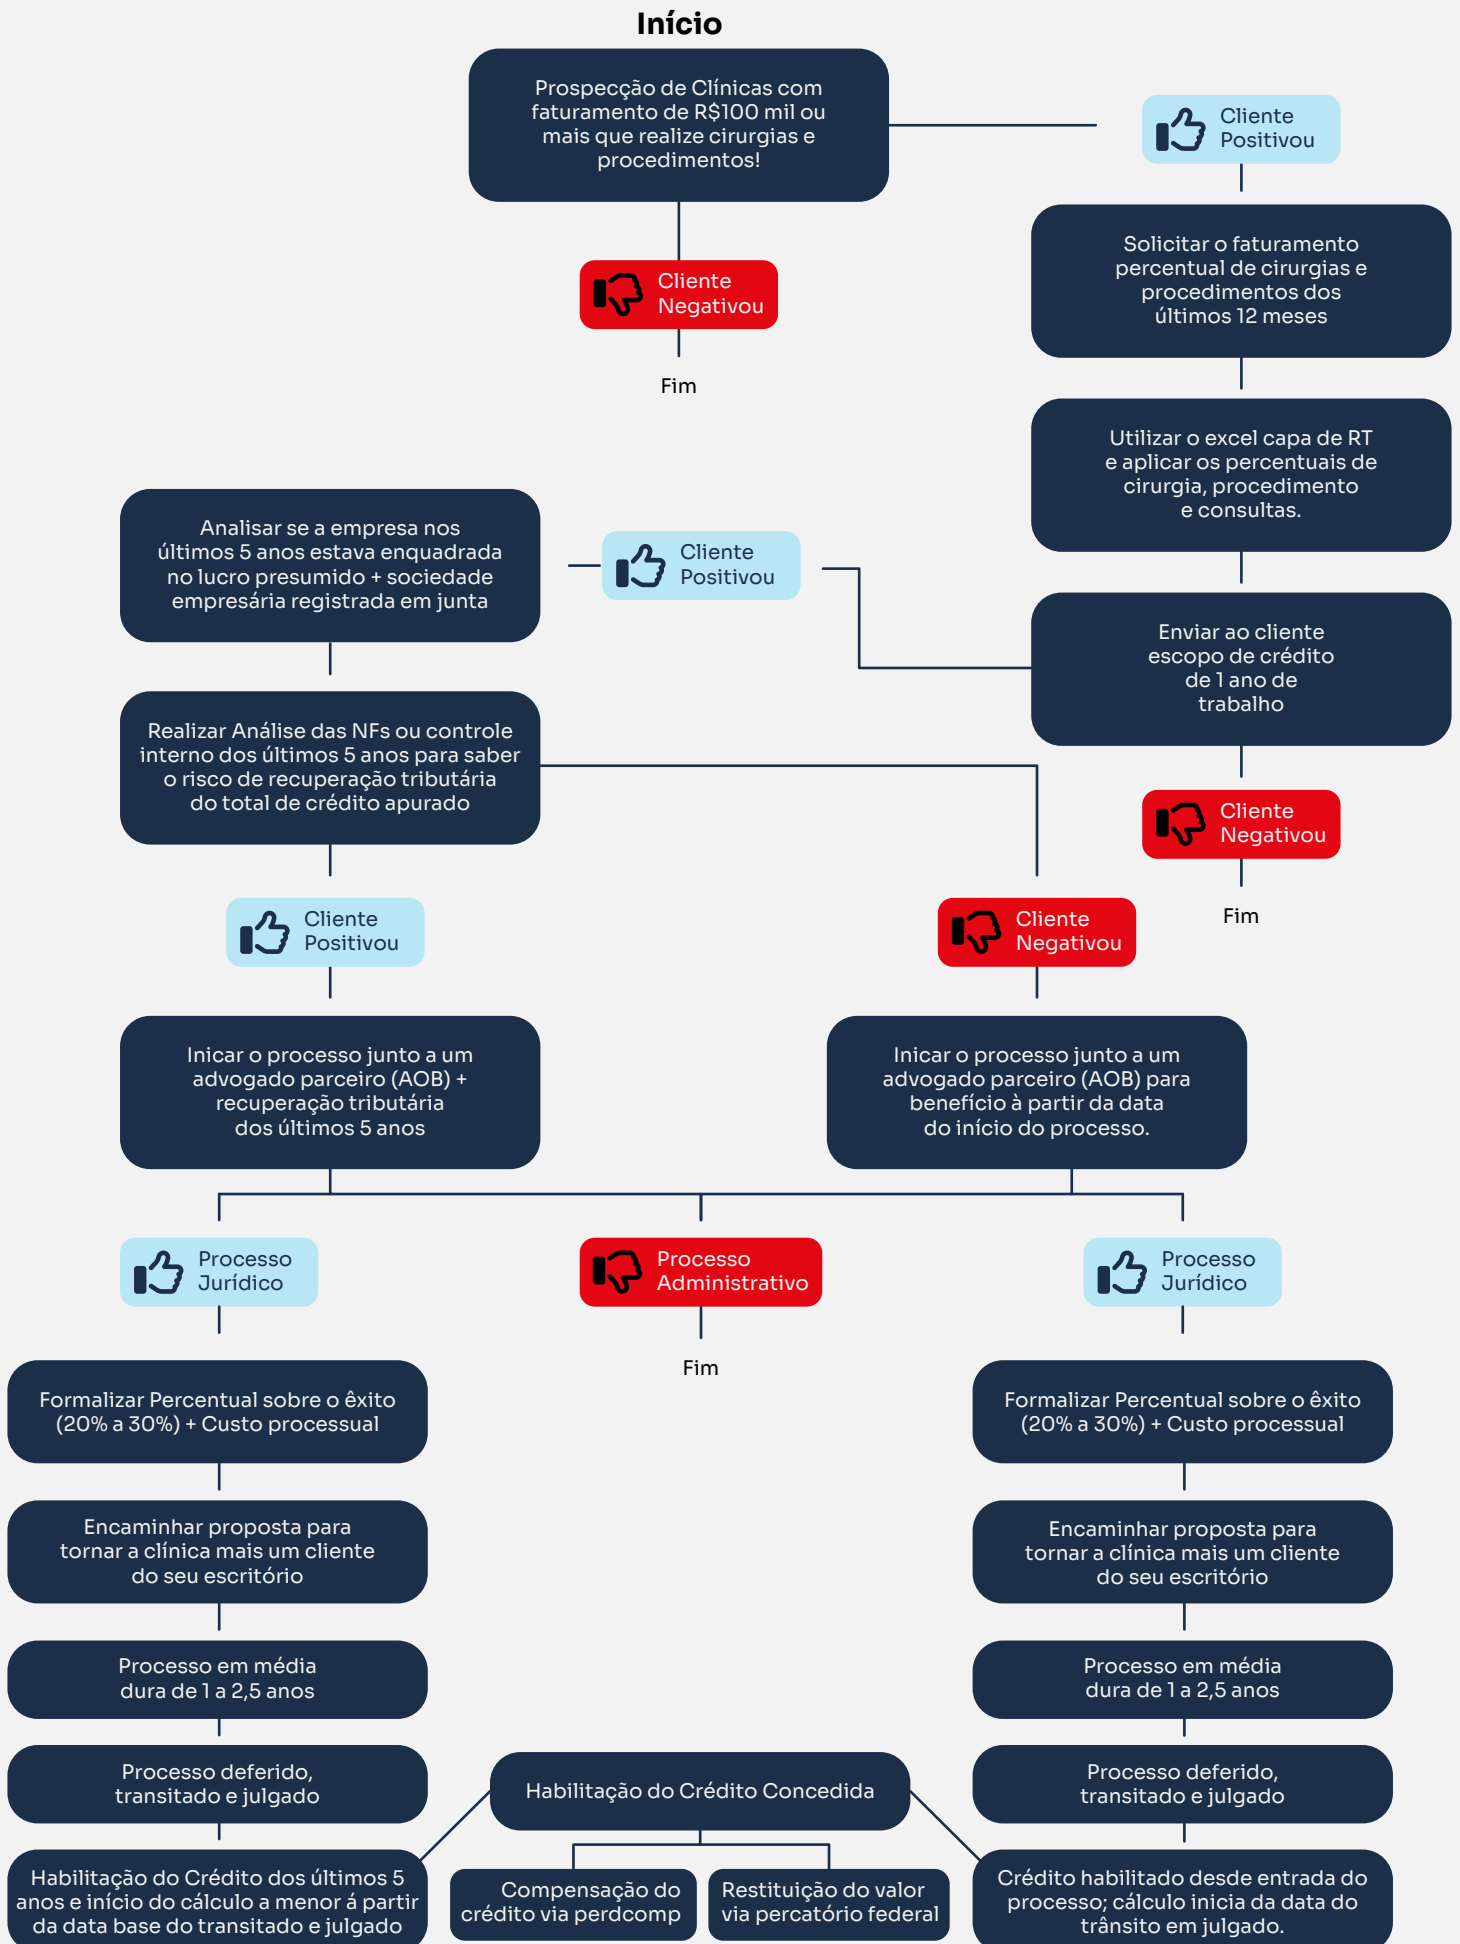 Início
Prospecção de Clínicas com
faturamento de R$100 mil ou
mais que realize cirurgias e
procedimentos!
Cliente
Positivou
Solicitar o faturamento
percentual de cirurgias e
procedimentos dos
últimos 12 meses
Cliente
Negativou
Fim
Utilizar o excel capa de RT
e aplicar os percentuais de
cirurgia, procedimento
e consultas.
Enviar ao cliente
escopo de crédito
de 1 ano de
trabalho
Cliente
Negativou
Fim
Cliente
Positivou
Analisar se a empresa nos
últimos 5 anos estava enquadrada
no lucro presumido + sociedade
empresária registrada em junta
Realizar Análise das NFs ou controle
interno dos últimos 5 anos para saber
o risco de recuperação tributária
do total de crédito apurado
Cliente
Positivou
Cliente
Negativou
Inicar o processo junto a um
advogado parceiro (AOB) +
recuperação tributária
dos últimos 5 anos
Inicar o processo junto a um
advogado parceiro (AOB) para
benefício à partir da data
do início do processo.
Processo
Jurídico
Processo
Administrativo
Fim
Processo
Jurídico
Formalizar Percentual sobre o êxito
(20% a 30%) + Custo processual
Encaminhar proposta para
tornar a clínica mais um cliente
do seu escritório
Processo em média
dura de 1 a 2,5 anos
Processo deferido,
transitado e julgado
Habilitação do Crédito dos últimos 5
anos e início do cálculo a menor á partir
da data base do transitado e julgado
Habilitação do Crédito Concedida
Compensação do
crédito via perdcomp
Restituição do valor
via percatório federal
Formalizar Percentual sobre o êxito
(20% a 30%) + Custo processual
Encaminhar proposta para
tornar a clínica mais um cliente
do seu escritório
Processo em média
dura de 1 a 2,5 anos
Processo deferido,
transitado e julgado
Crédito habilitado desde entrada do
processo; cálculo inicia da data do
trânsito em julgado.